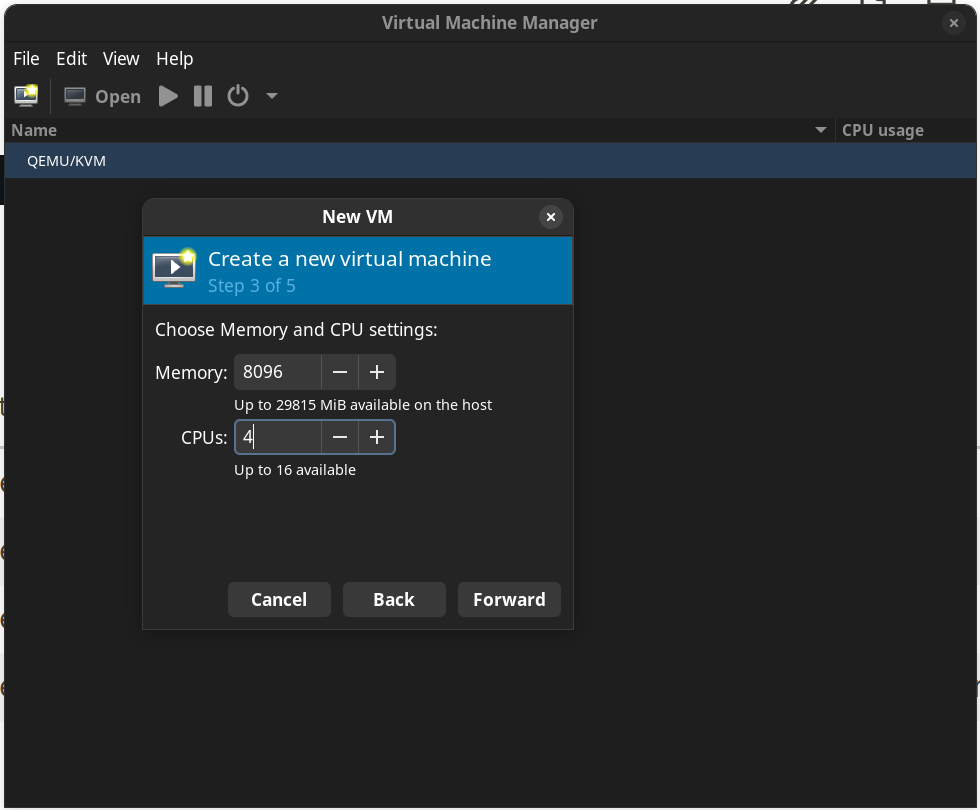 Virtual Machine Manager
File Edit View Help
Open
Name CPU usage
QEMU/KVM
New VM
Create a new virtual machine
Step 3 of 5
Choose Memory and CPU settings:
Memory: 8096
Up to 29815 MiB available on the host
CPUs: 4
Up to 16 available
Cancel Back Forward